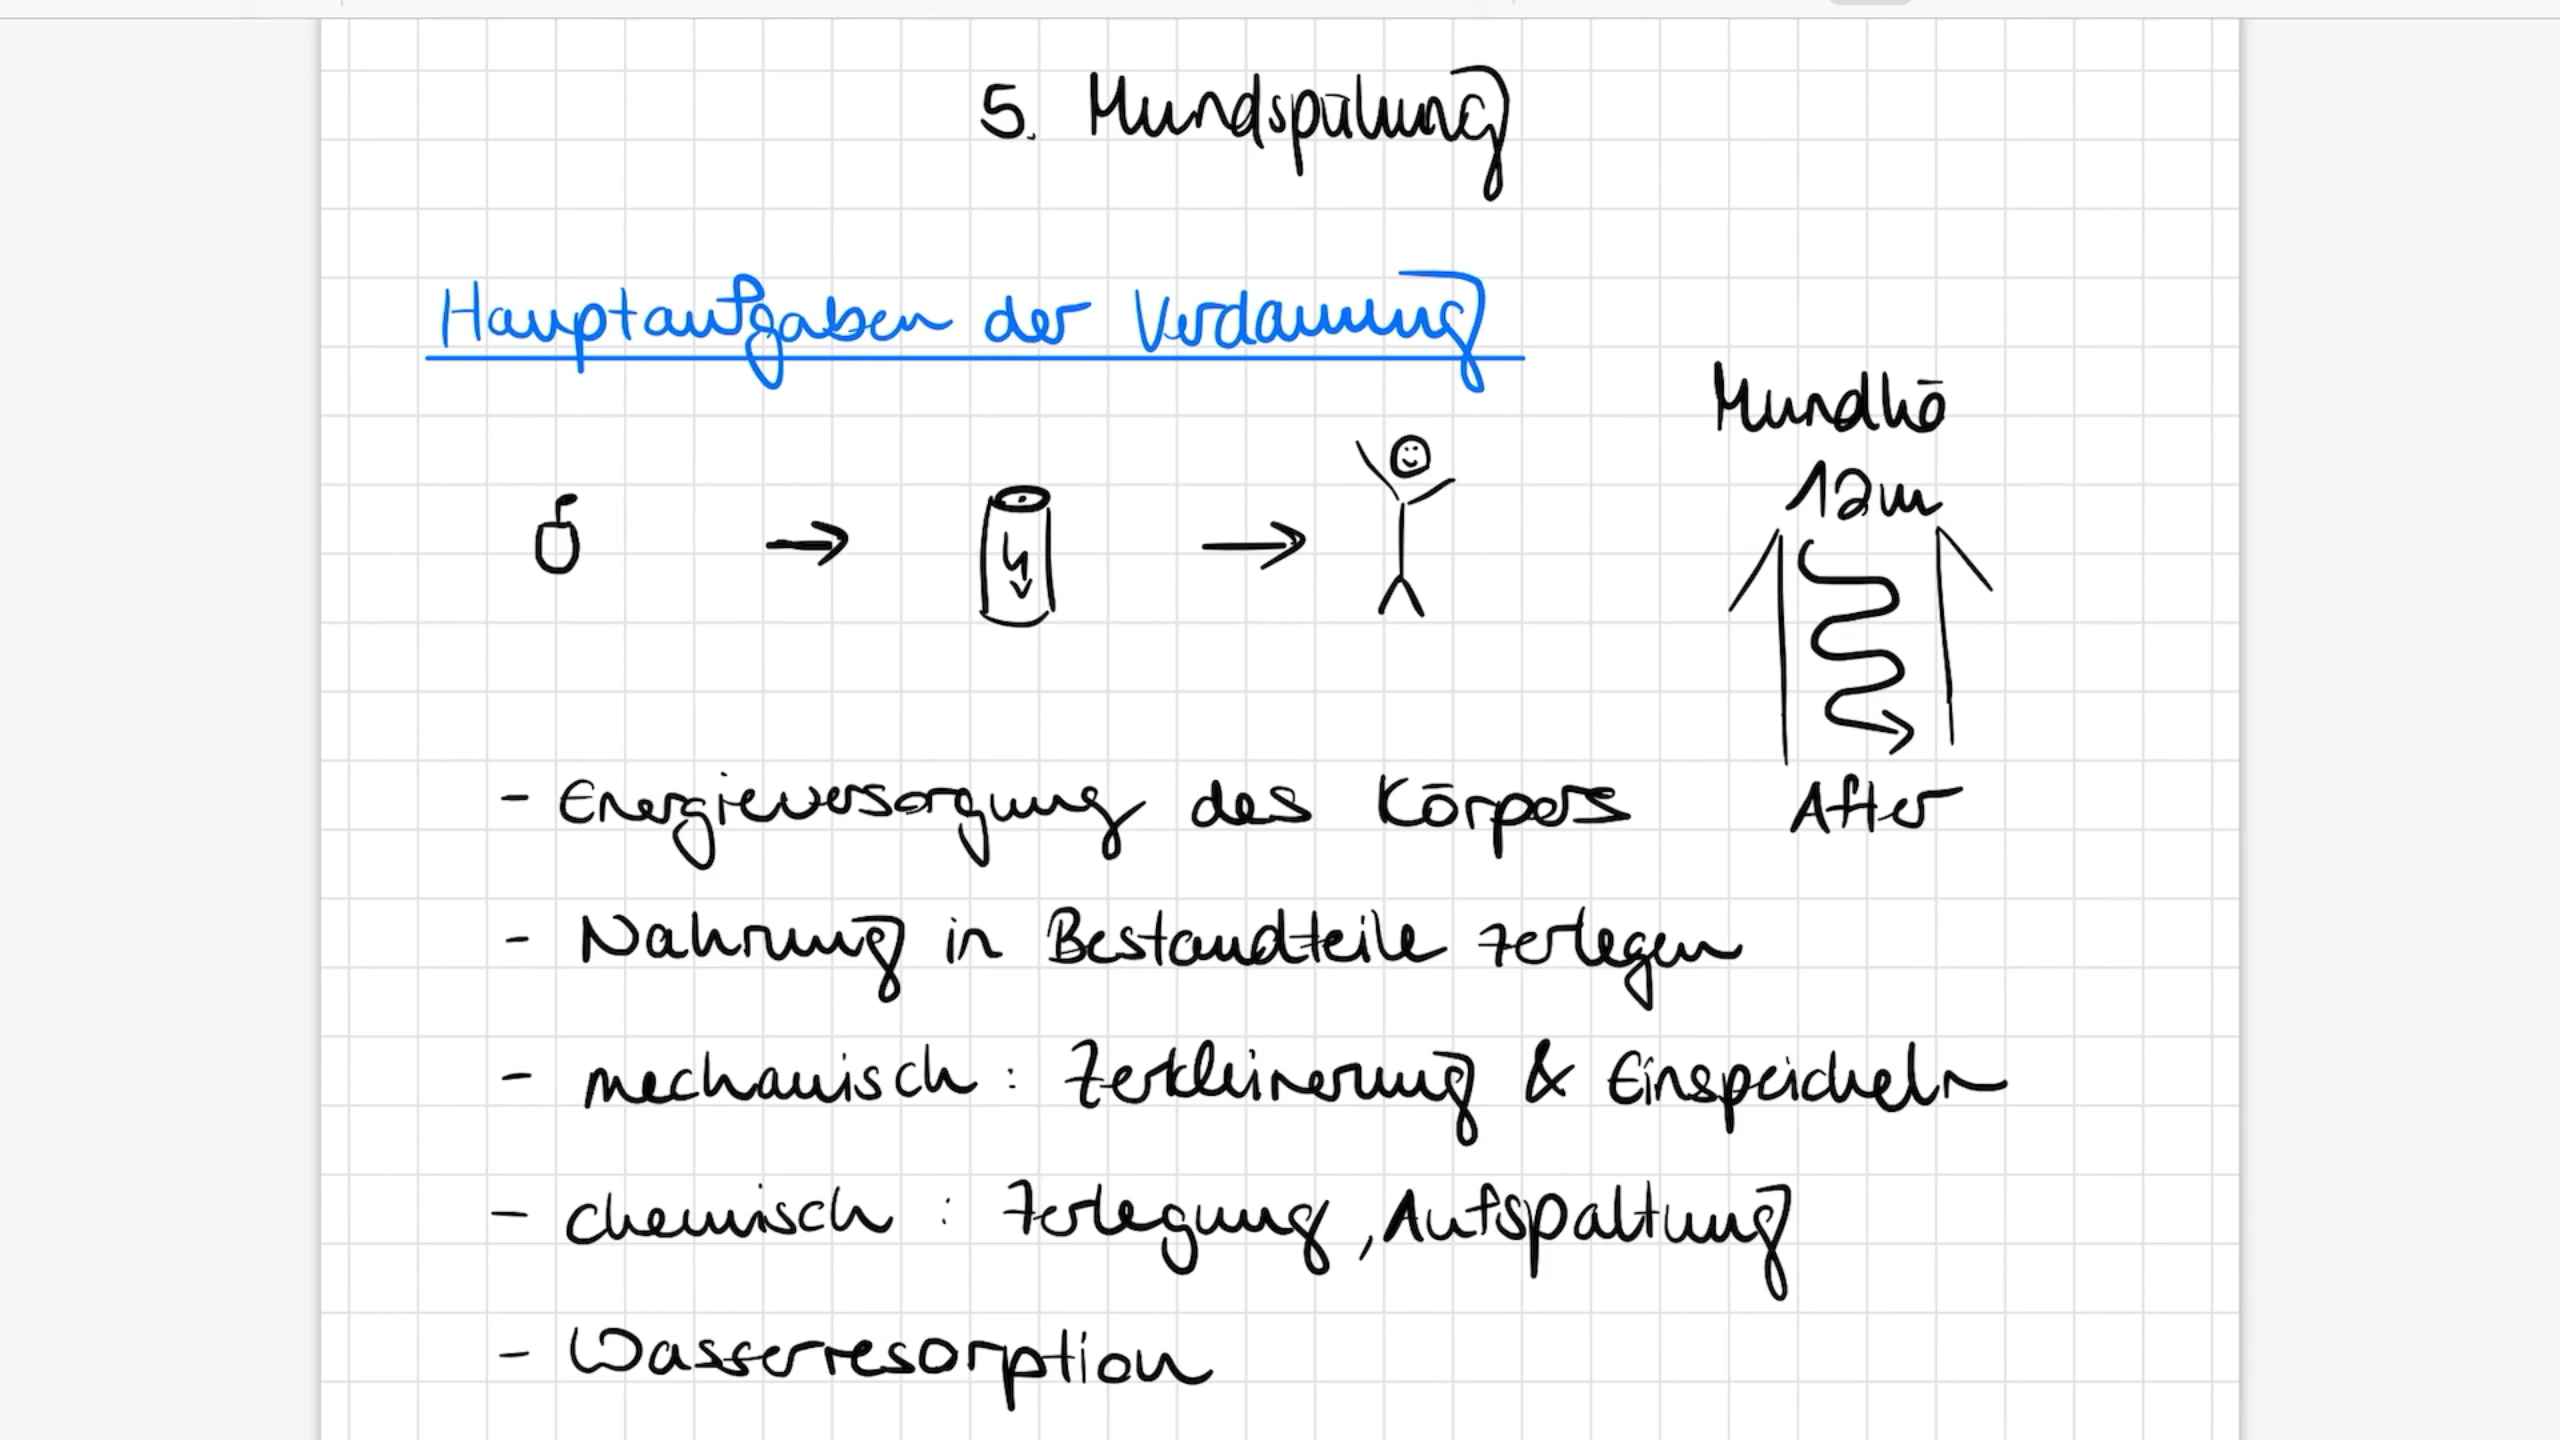 5. Mundspülung
Hauptaufgaben der Verdauung
Mundhö
12m
After
- Energieversorgung des Körpers
- Nahrung in Bestandteile zerlegen
- mechanisch: Zerkleinerung & Einspeicheln
- chemisch: Zerlegung, Aufspaltung
- Wasserresorption